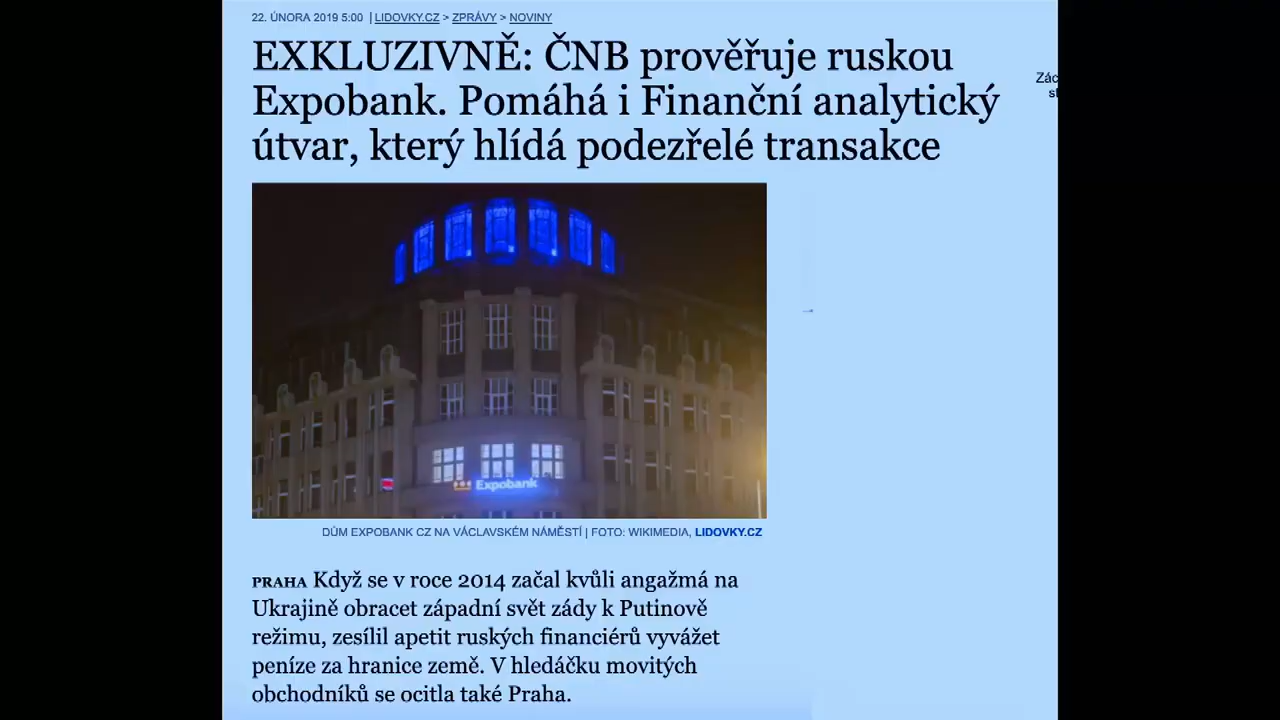 22. ÚNORA 2019 5:00 | LIDOVKY.CZ > ZPRÁVY > NOVINY
EXKLUZIVNĚ: ČNB prověřuje ruskou
Expobank. Pomáhá i Finanční analytický
útvar, který hlídá podezřelé transakce
Expobank
DŮM EXPOBANK CZ NA VÁCLAVSKÉM NÁMĚSTÍ | FOTO: WIKIMEDIA, LIDOVKY.CZ
PRAHA Když se v roce 2014 začal kvůli angažmá na
Ukrajině obracet západní svět zády k Putinově
režimu, zesílil apetit ruských finančiérů vyvážet
peníze za hranice země. V hledáčku movitých
obchodníků se ocitla také Praha.